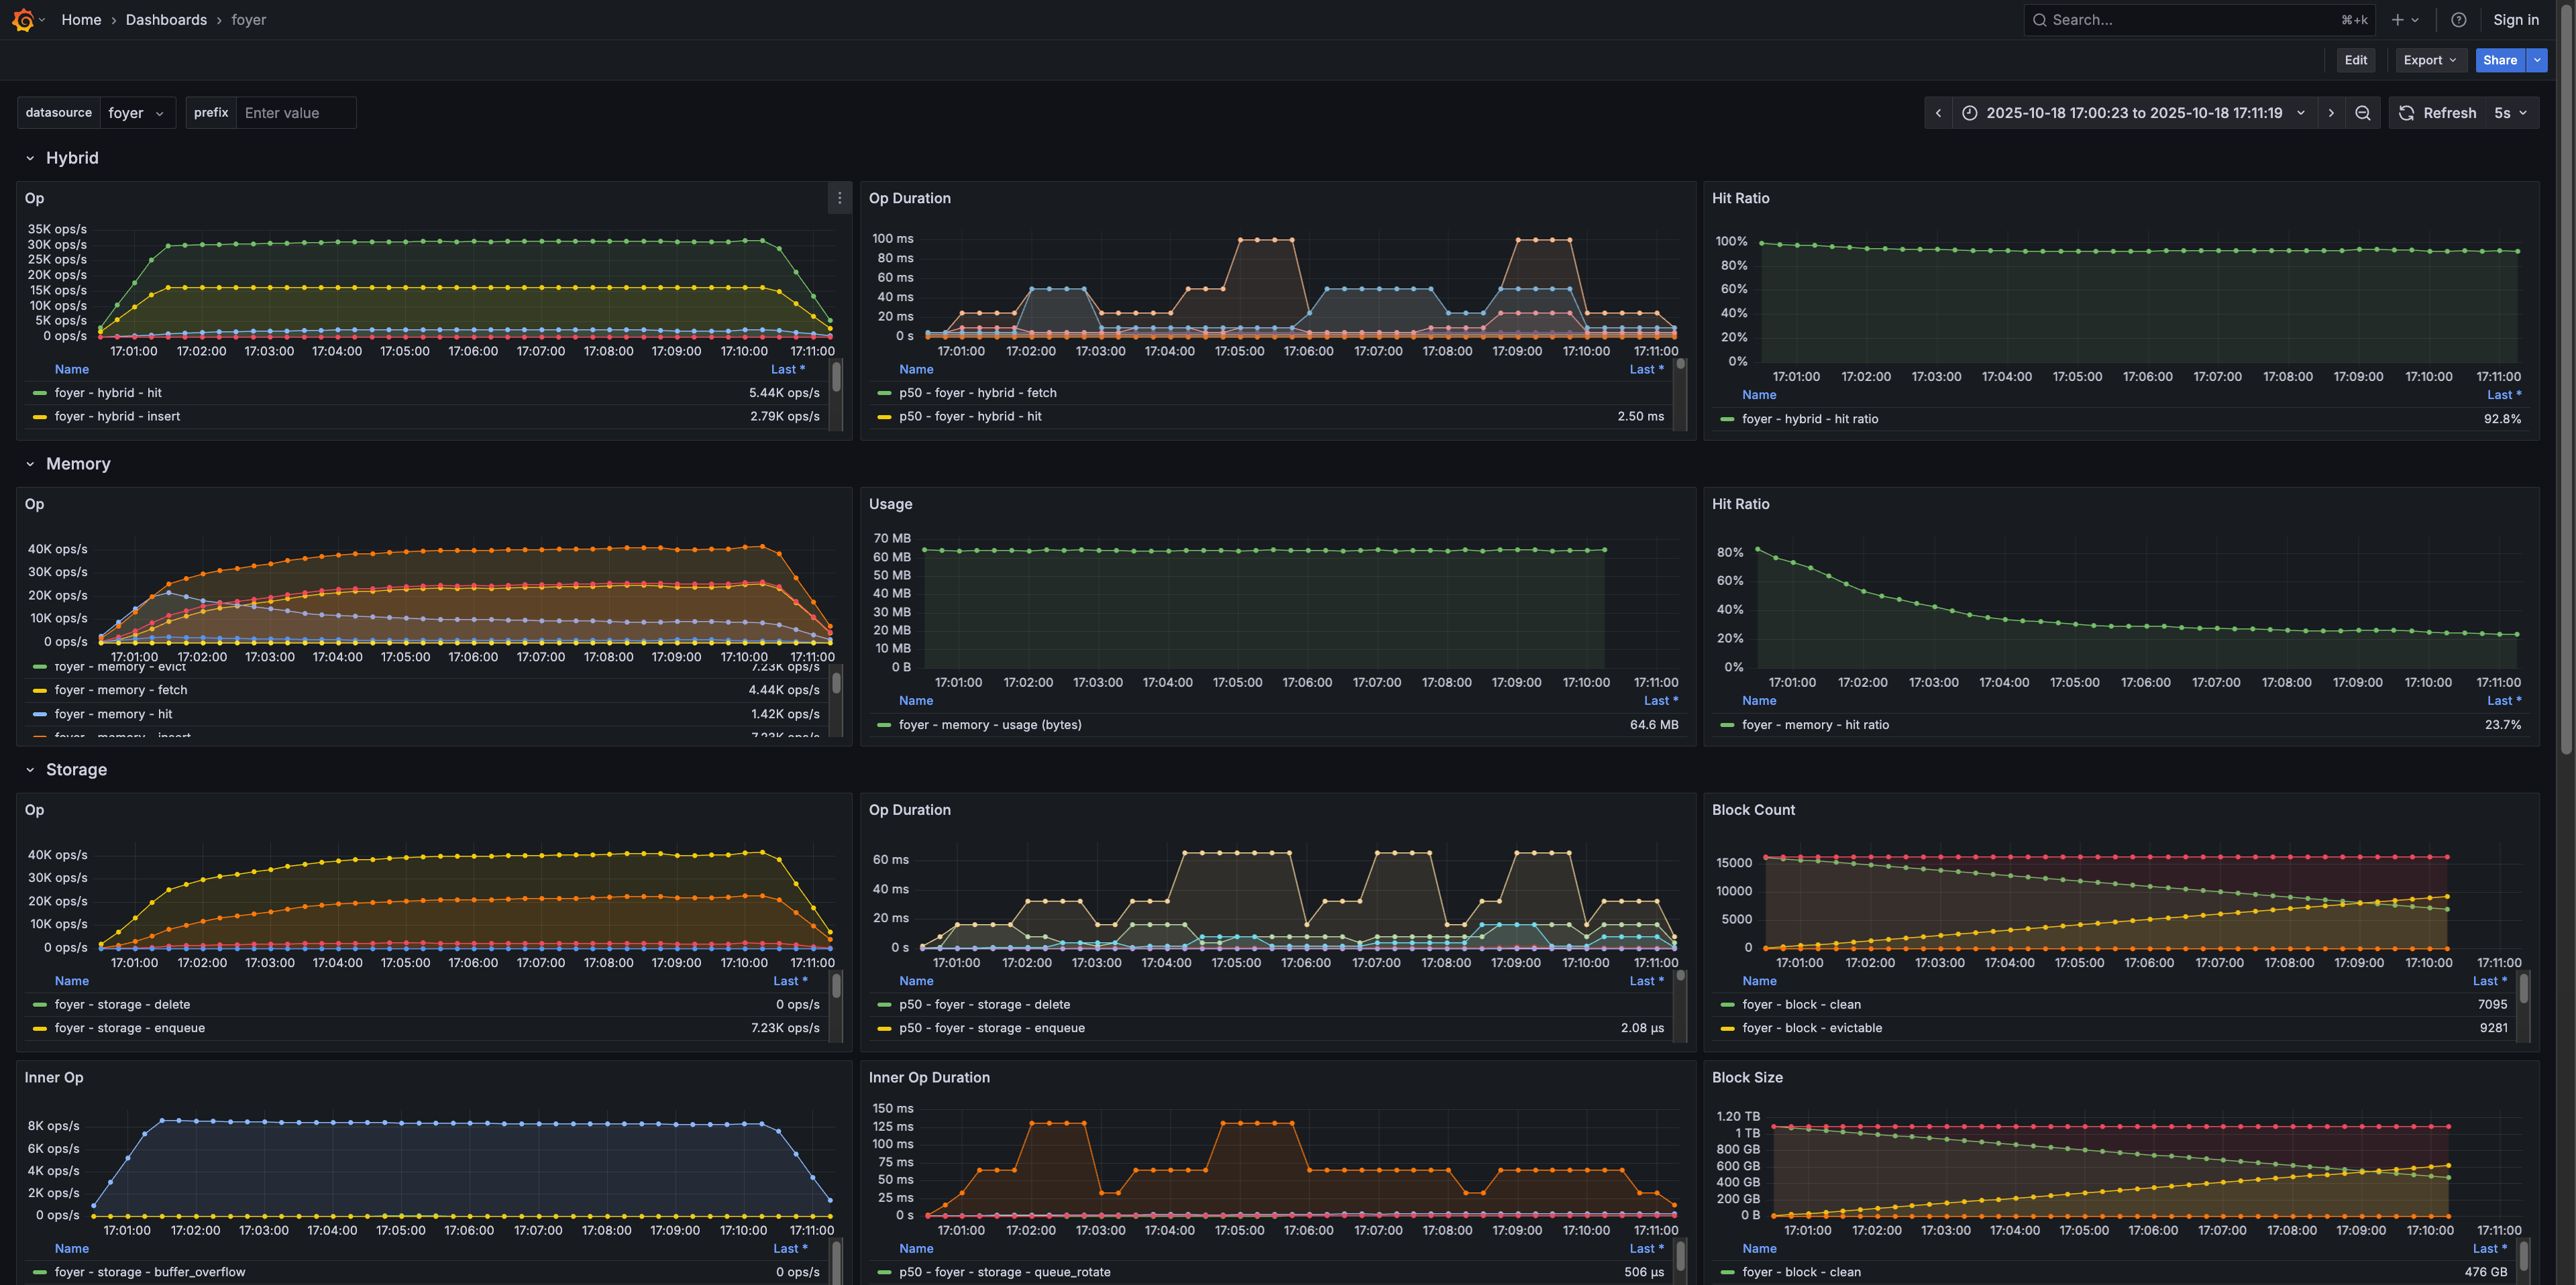 Home › Dashboards › foyer
Search... ⌘+k
Sign in
Edit Export Share
datasource foyer prefix Enter value
2025-10-18 17:00:23 to 2025-10-18 17:11:19 Refresh 5s
Hybrid
Op
35K ops/s
30K ops/s
25K ops/s
20K ops/s
15K ops/s
10K ops/s
5K ops/s
0 ops/s
17:01:00 17:02:00 17:03:00 17:04:00 17:05:00 17:06:00 17:07:00 17:08:00 17:09:00 17:10:00 17:11:00
Name Last *
foyer - hybrid - hit 5.44K ops/s
foyer - hybrid - insert 2.79K ops/s
Op Duration
100 ms
80 ms
60 ms
40 ms
20 ms
0 s
17:01:00 17:02:00 17:03:00 17:04:00 17:05:00 17:06:00 17:07:00 17:08:00 17:09:00 17:10:00 17:11:00
Name Last *
p50 - foyer - hybrid - fetch
p50 - foyer - hybrid - hit 2.50 ms
Hit Ratio
100%
80%
60%
40%
20%
0%
17:01:00 17:02:00 17:03:00 17:04:00 17:05:00 17:06:00 17:07:00 17:08:00 17:09:00 17:10:00 17:11:00
Name Last *
foyer - hybrid - hit ratio 92.8%
Memory
Op
40K ops/s
30K ops/s
20K ops/s
10K ops/s
0 ops/s
17:01:00 17:02:00 17:03:00 17:04:00 17:05:00 17:06:00 17:07:00 17:08:00 17:09:00 17:10:00 17:11:00
foyer - memory - evict 7.23K ops/s
foyer - memory - fetch 4.44K ops/s
foyer - memory - hit 1.42K ops/s
foyer - memory - insert 7.23K ops/s
Usage
70 MB
60 MB
50 MB
40 MB
30 MB
20 MB
10 MB
0 B
17:01:00 17:02:00 17:03:00 17:04:00 17:05:00 17:06:00 17:07:00 17:08:00 17:09:00 17:10:00 17:11:00
Name Last *
foyer - memory - usage (bytes) 64.6 MB
Hit Ratio
80%
60%
40%
20%
0%
17:01:00 17:02:00 17:03:00 17:04:00 17:05:00 17:06:00 17:07:00 17:08:00 17:09:00 17:10:00 17:11:00
Name Last *
foyer - memory - hit ratio 23.7%
Storage
Op
40K ops/s
30K ops/s
20K ops/s
10K ops/s
0 ops/s
17:01:00 17:02:00 17:03:00 17:04:00 17:05:00 17:06:00 17:07:00 17:08:00 17:09:00 17:10:00 17:11:00
Name Last *
foyer - storage - delete 0 ops/s
foyer - storage - enqueue 7.23K ops/s
Op Duration
60 ms
40 ms
20 ms
0 s
17:01:00 17:02:00 17:03:00 17:04:00 17:05:00 17:06:00 17:07:00 17:08:00 17:09:00 17:10:00 17:11:00
Name Last *
p50 - foyer - storage - delete
p50 - foyer - storage - enqueue 2.08 µs
Block Count
15000
10000
5000
0
17:01:00 17:02:00 17:03:00 17:04:00 17:05:00 17:06:00 17:07:00 17:08:00 17:09:00 17:10:00 17:11:00
Name Last *
foyer - block - clean 7095
foyer - block - evictable 9281
Inner Op
8K ops/s
6K ops/s
4K ops/s
2K ops/s
0 ops/s
17:01:00 17:02:00 17:03:00 17:04:00 17:05:00 17:06:00 17:07:00 17:08:00 17:09:00 17:10:00 17:11:00
Name Last *
foyer - storage - buffer_overflow 0 ops/s
Inner Op Duration
150 ms
125 ms
100 ms
75 ms
50 ms
25 ms
0 s
17:01:00 17:02:00 17:03:00 17:04:00 17:05:00 17:06:00 17:07:00 17:08:00 17:09:00 17:10:00 17:11:00
Name Last *
p50 - foyer - storage - queue_rotate 506 µs
Block Size
1.20 TB
1 TB
800 GB
600 GB
400 GB
200 GB
0 B
17:01:00 17:02:00 17:03:00 17:04:00 17:05:00 17:06:00 17:07:00 17:08:00 17:09:00 17:10:00 17:11:00
Name Last *
foyer - block - clean 476 GB